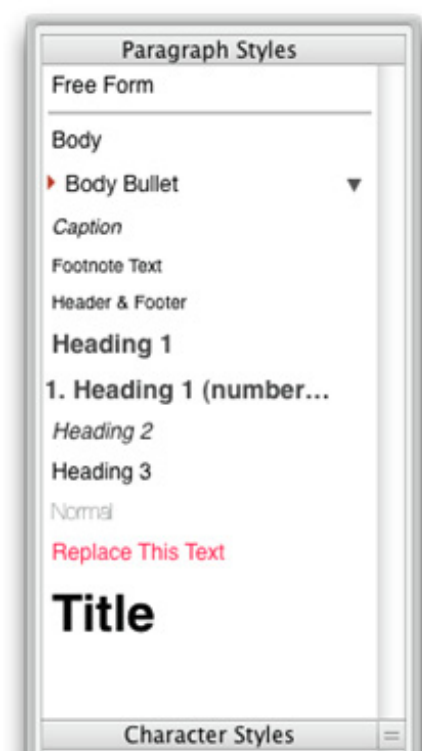 Paragraph Styles
Free Form
Body
Body Bullet
Caption
Footnote Text
Header & Footer
Heading 1
1. Heading 1 (number...
Heading 2
Heading 3
Normal
Replace This Text
Title
Character Styles